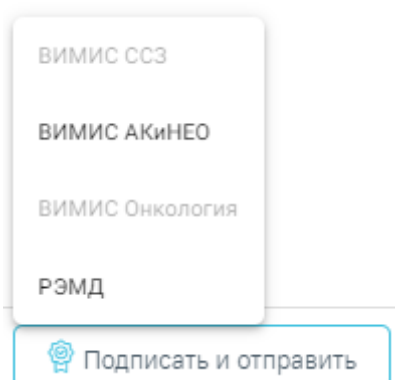 ВИМИС ССЗ
ВИМИС АКиНЕО
ВИМИС Онкология
РЭМД
Подписать и отправить